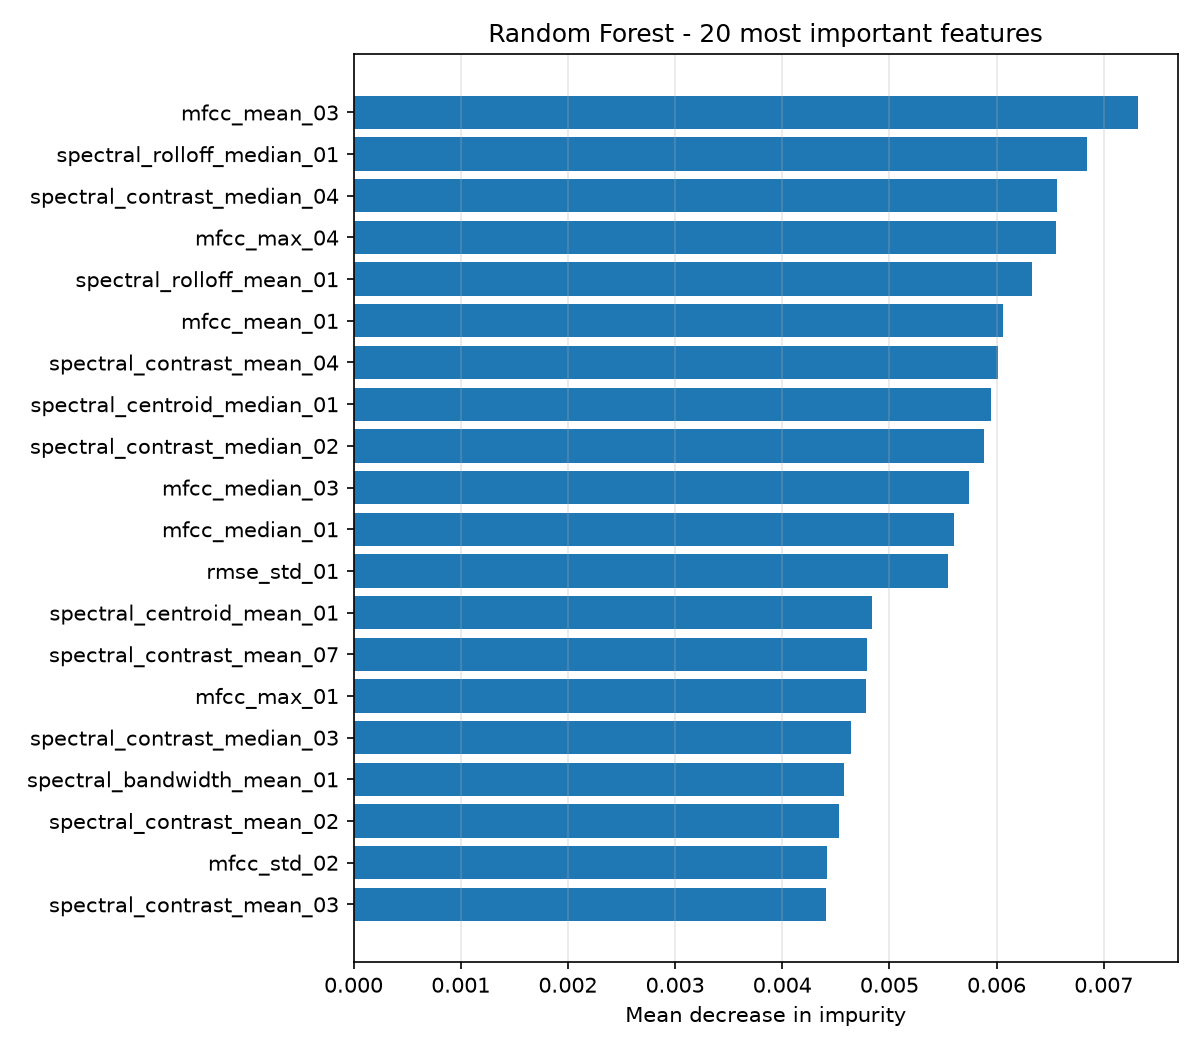 Random Forest - 20 most important features
mfcc_mean_03
spectral_rolloff_median_01
spectral_contrast_median_04
mfcc_max_04
spectral_rolloff_mean_01
mfcc_mean_01
spectral_contrast_mean_04
spectral_centroid_median_01
spectral_contrast_median_02
mfcc_median_03
mfcc_median_01
rmse_std_01
spectral_centroid_mean_01
spectral_contrast_mean_07
mfcc_max_01
spectral_contrast_median_03
spectral_bandwidth_mean_01
spectral_contrast_mean_02
mfcc_std_02
spectral_contrast_mean_03
0.000 0.001 0.002 0.003 0.004 0.005 0.006 0.007
Mean decrease in impurity